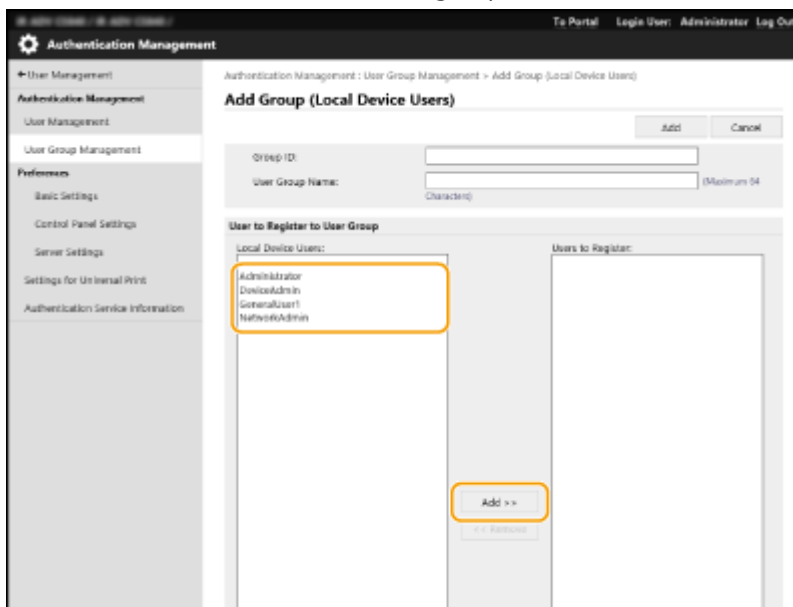 To Portal Login User: Administrator Log Ou
Authentication Management
User Management
Authentication Management
User Management
User Group Management
Preferences
Basic Settings
Control Panel Settings
Server Settings
Settings for Universal Print
Authentication Service Information
Authentication Management : User Group Management > Add Group (Local Device Users)
Add Group (Local Device Users)
Add Cancel
Group ID:
User Group Name: (Maximum 64
Characters)
User to Register to User Group
Local Device Users: Users to Register:
Administrator
DeviceAdmin
GeneralUser1
NetworkAdmin
Add >>
<< Remove